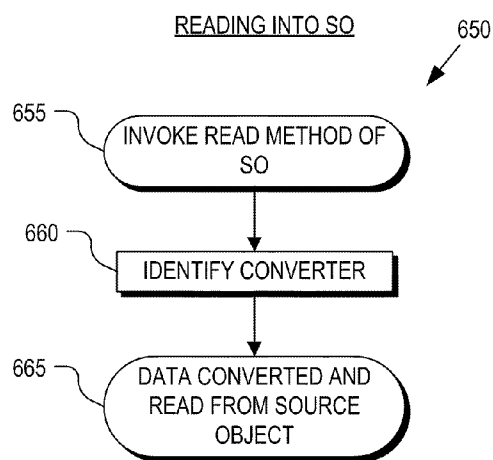 READING INTO SO
650
655
INVOKE READ METHOD OF
SO
660
IDENTIFY CONVERTER
665
DATA CONVERTED AND
READ FROM SOURCE
OBJECT